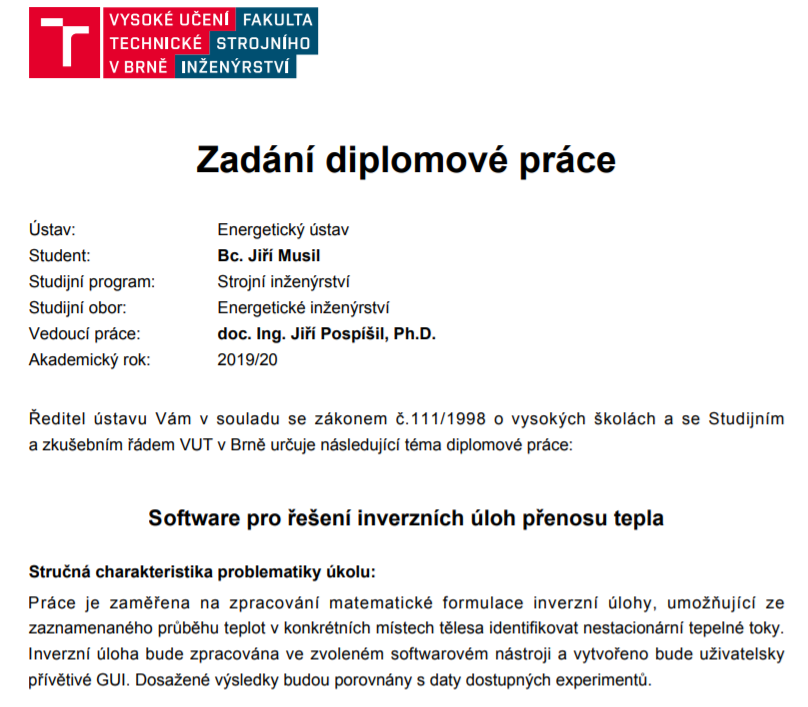 VYSOKÉ UČENÍ FAKULTA
TECHNICKÉ STROJNÍHO
V BRNĚ INŽENÝRSTVÍ
Zadání diplomové práce
Ústav: Energetický ústav
Student: Bc. Jiří Musil
Studijní program: Strojní inženýrství
Studijní obor: Energetické inženýrství
Vedoucí práce: doc. Ing. Jiří Pospíšil, Ph.D.
Akademický rok: 2019/20
Ředitel ústavu Vám v souladu se zákonem č.111/1998 o vysokých školách a se Studijním
a zkušebním řádem VUT v Brně určuje následující téma diplomové práce:
Software pro řešení inverzních úloh přenosu tepla
Stručná charakteristika problematiky úkolu:
Práce je zaměřena na zpracování matematické formulace inverzní úlohy, umožňující ze
zaznamenaného průběhu teplot v konkrétních místech tělesa identifikovat nestacionární tepelné toky.
Inverzní úloha bude zpracována ve zvoleném softwarovém nástroji a vytvořeno bude uživatelsky
přívětivé GUI. Dosažené výsledky budou porovnány s daty dostupných experimentů.